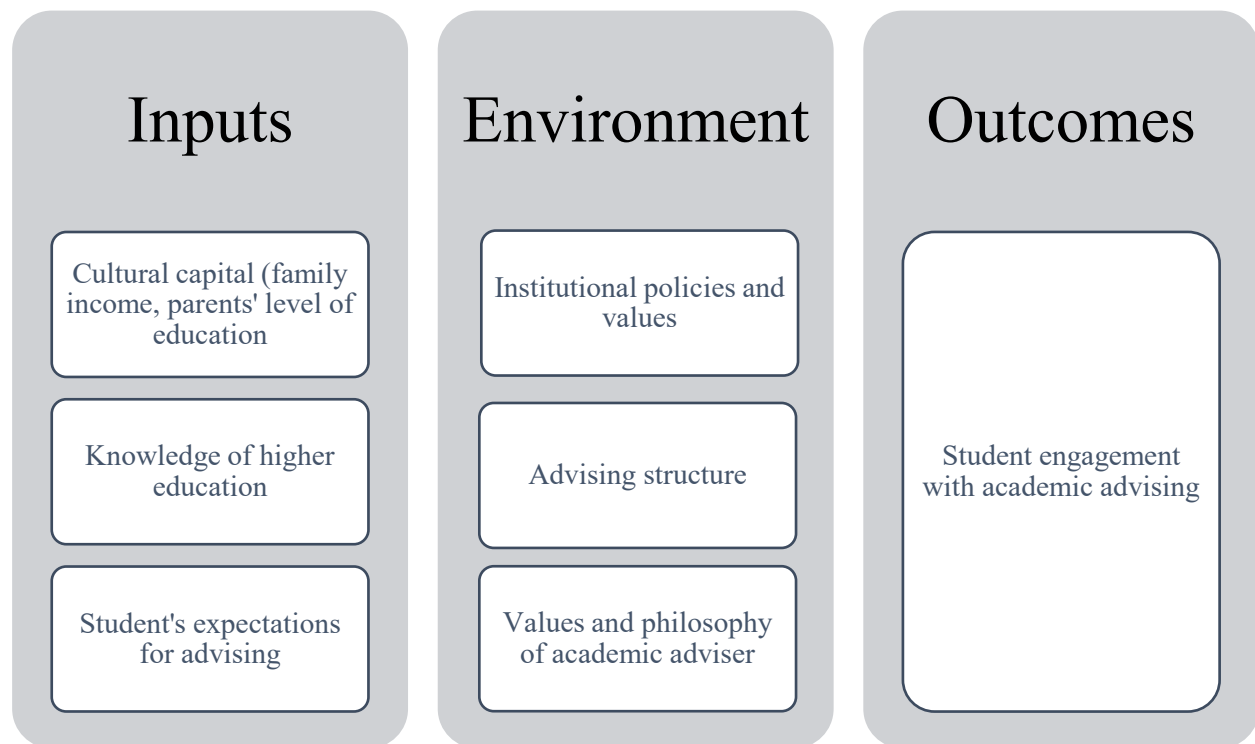 Inputs
Cultural capital (family
income, parents' level of
education
Knowledge of higher
education
Student's expectations
for advising
Environment
Institutional policies and
values
Advising structure
Values and philosophy
of academic adviser
Outcomes
Student engagement
with academic advising